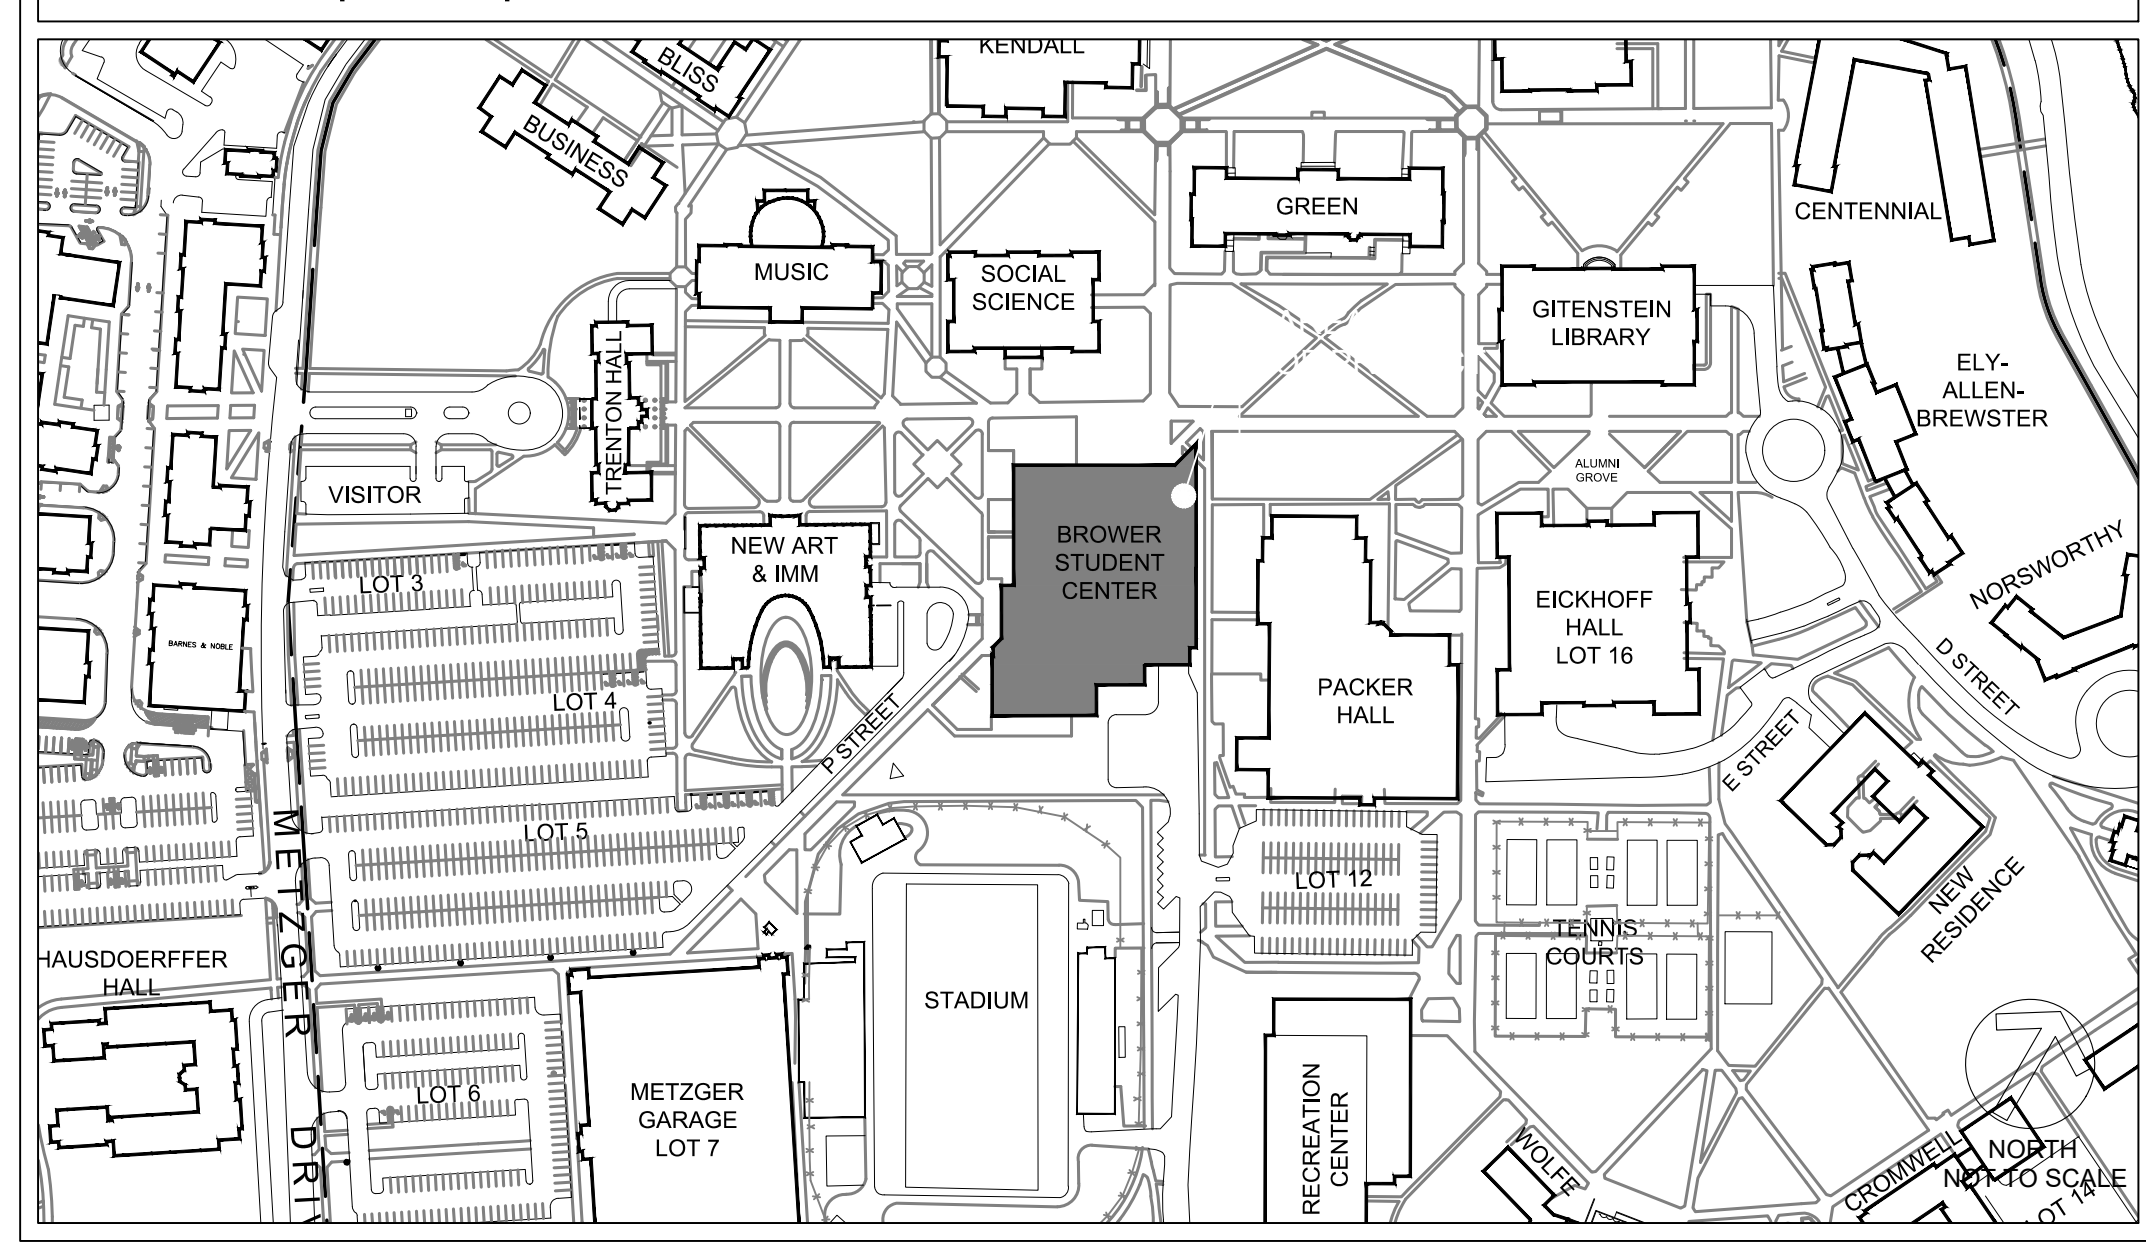 KENDALL
BLISS
BUSINESS
CENTENNIAL
GREEN
MUSIC
SOCIAL
SCIENCE
GITENSTEIN
LIBRARY
TRENTON HALL
ELY-
ALLEN-
BREWSTER
VISITOR
ALUMNI
GROVE
NEW ART
& IMM
BROWER
STUDENT
CENTER
LOT 3
EICKHOFF
HALL
LOT 16
NORSWORTHY
BARNES & NOBLE
LOT 4
PACKER
HALL
D STREET
P STREET
E STREET
LOT 5
LOT 12
NEW
RESIDENCE
TENNIS
COURTS
METZGER DRIV
HAUSDOERFFER
HALL
STADIUM
LOT 6
METZGER
GARAGE
LOT 7
RECREATION
CENTER
WOLFE
CROMWELL
NORTH
NOT TO SCALE
LOT 14